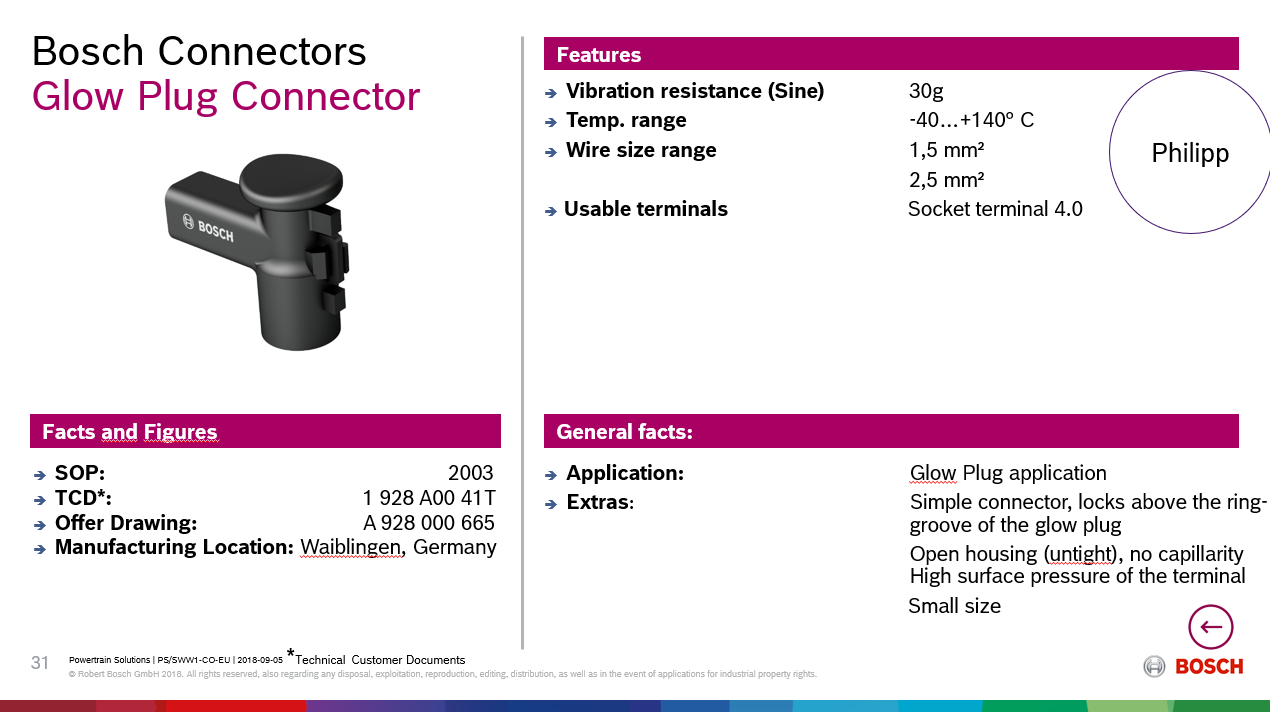 Bosch Connectors
Glow Plug Connector
BOSCH
Facts and Figures
SOP: 2003
TCD*: 1 928 A00 41T
Offer Drawing: A 928 000 665
Manufacturing Location: Waiblingen, Germany
Features
Vibration resistance (Sine) 30g
Temp. range -40…+140° C
Wire size range 1,5 mm²
2,5 mm²
Usable terminals Socket terminal 4.0
Philipp
General facts:
Application: Glow Plug application
Extras: Simple connector, locks above the ring-
groove of the glow plug
Open housing (untight), no capillarity
High surface pressure of the terminal
Small size
31
Powertrain Solutions | PS/SWW1-CO-EU | 2018-09-05 *Technical Customer Documents
© Robert Bosch GmbH 2018. All rights reserved, also regarding any disposal, exploitation, reproduction, editing, distribution, as well as in the event of applications for industrial property rights.
BOSCH